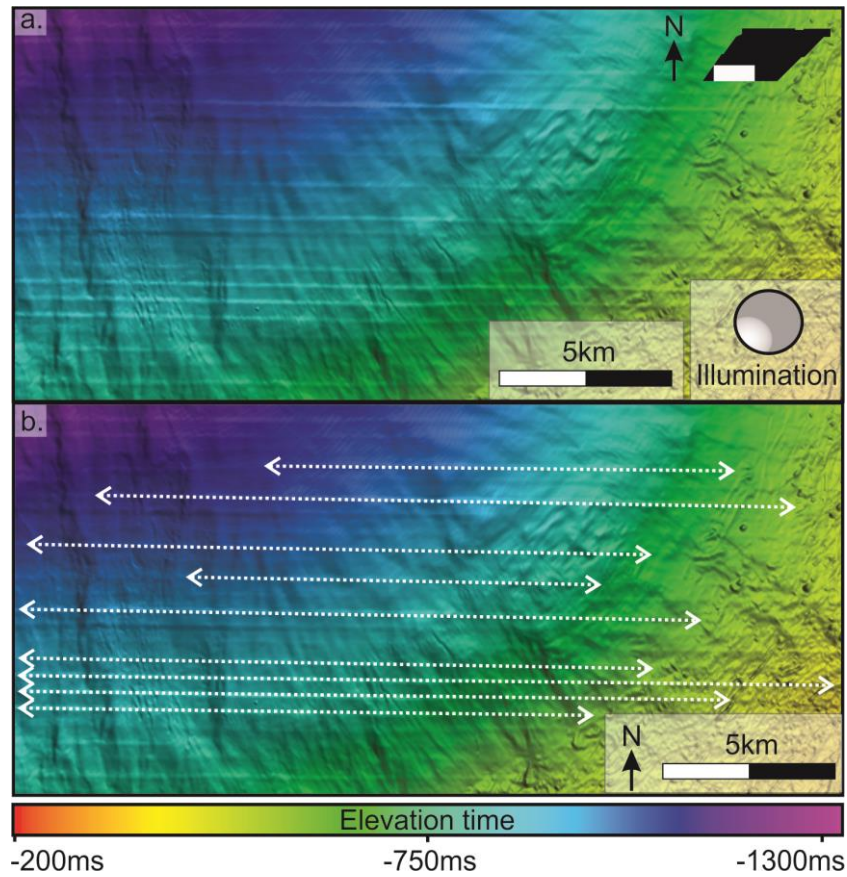 a.
N
5km
Illumination
b.
N
5km
Elevation time
-200ms
-750ms
-1300ms